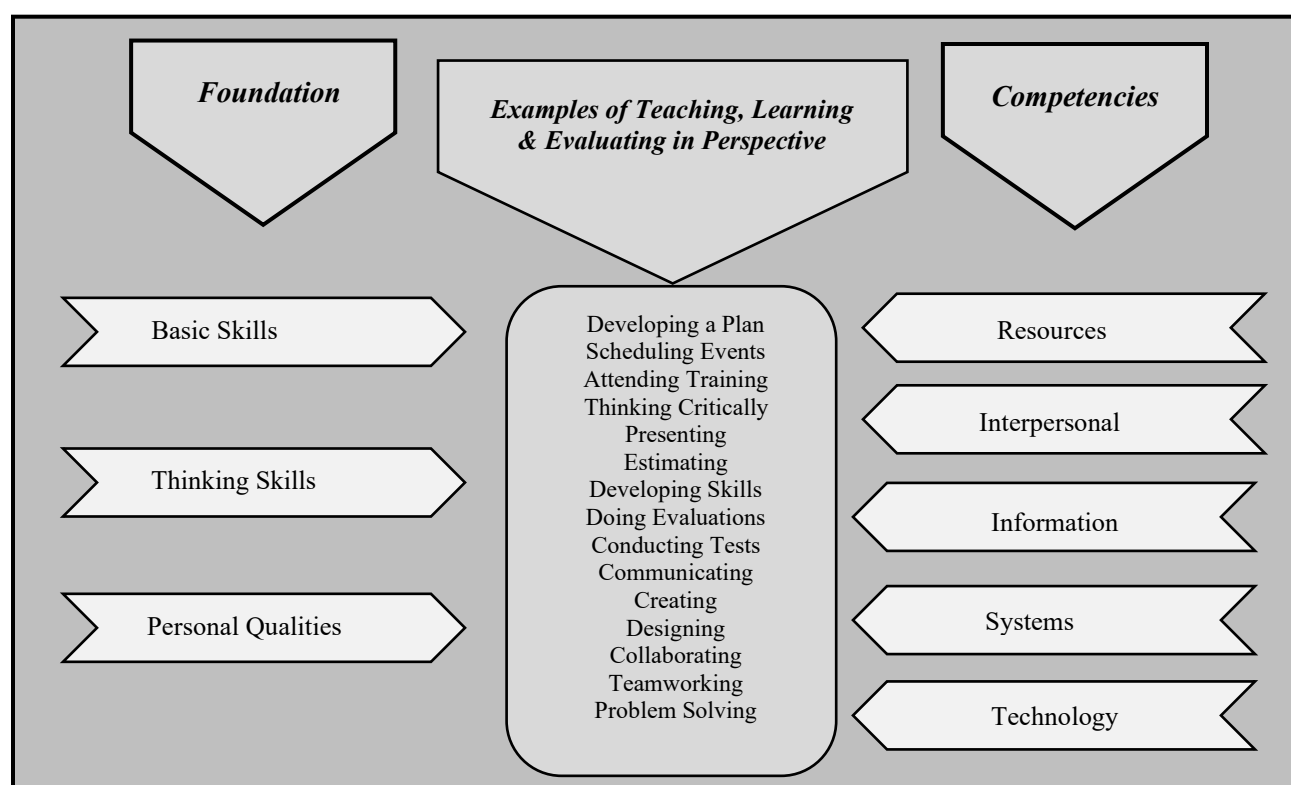 Foundation
Examples of Teaching, Learning
& Evaluating in Perspective
Competencies
Basic Skills
Thinking Skills
Personal Qualities
Developing a Plan
Scheduling Events
Attending Training
Thinking Critically
Presenting
Estimating
Developing Skills
Doing Evaluations
Conducting Tests
Communicating
Creating
Designing
Collaborating
Teamworking
Problem Solving
Resources
Interpersonal
Information
Systems
Technology